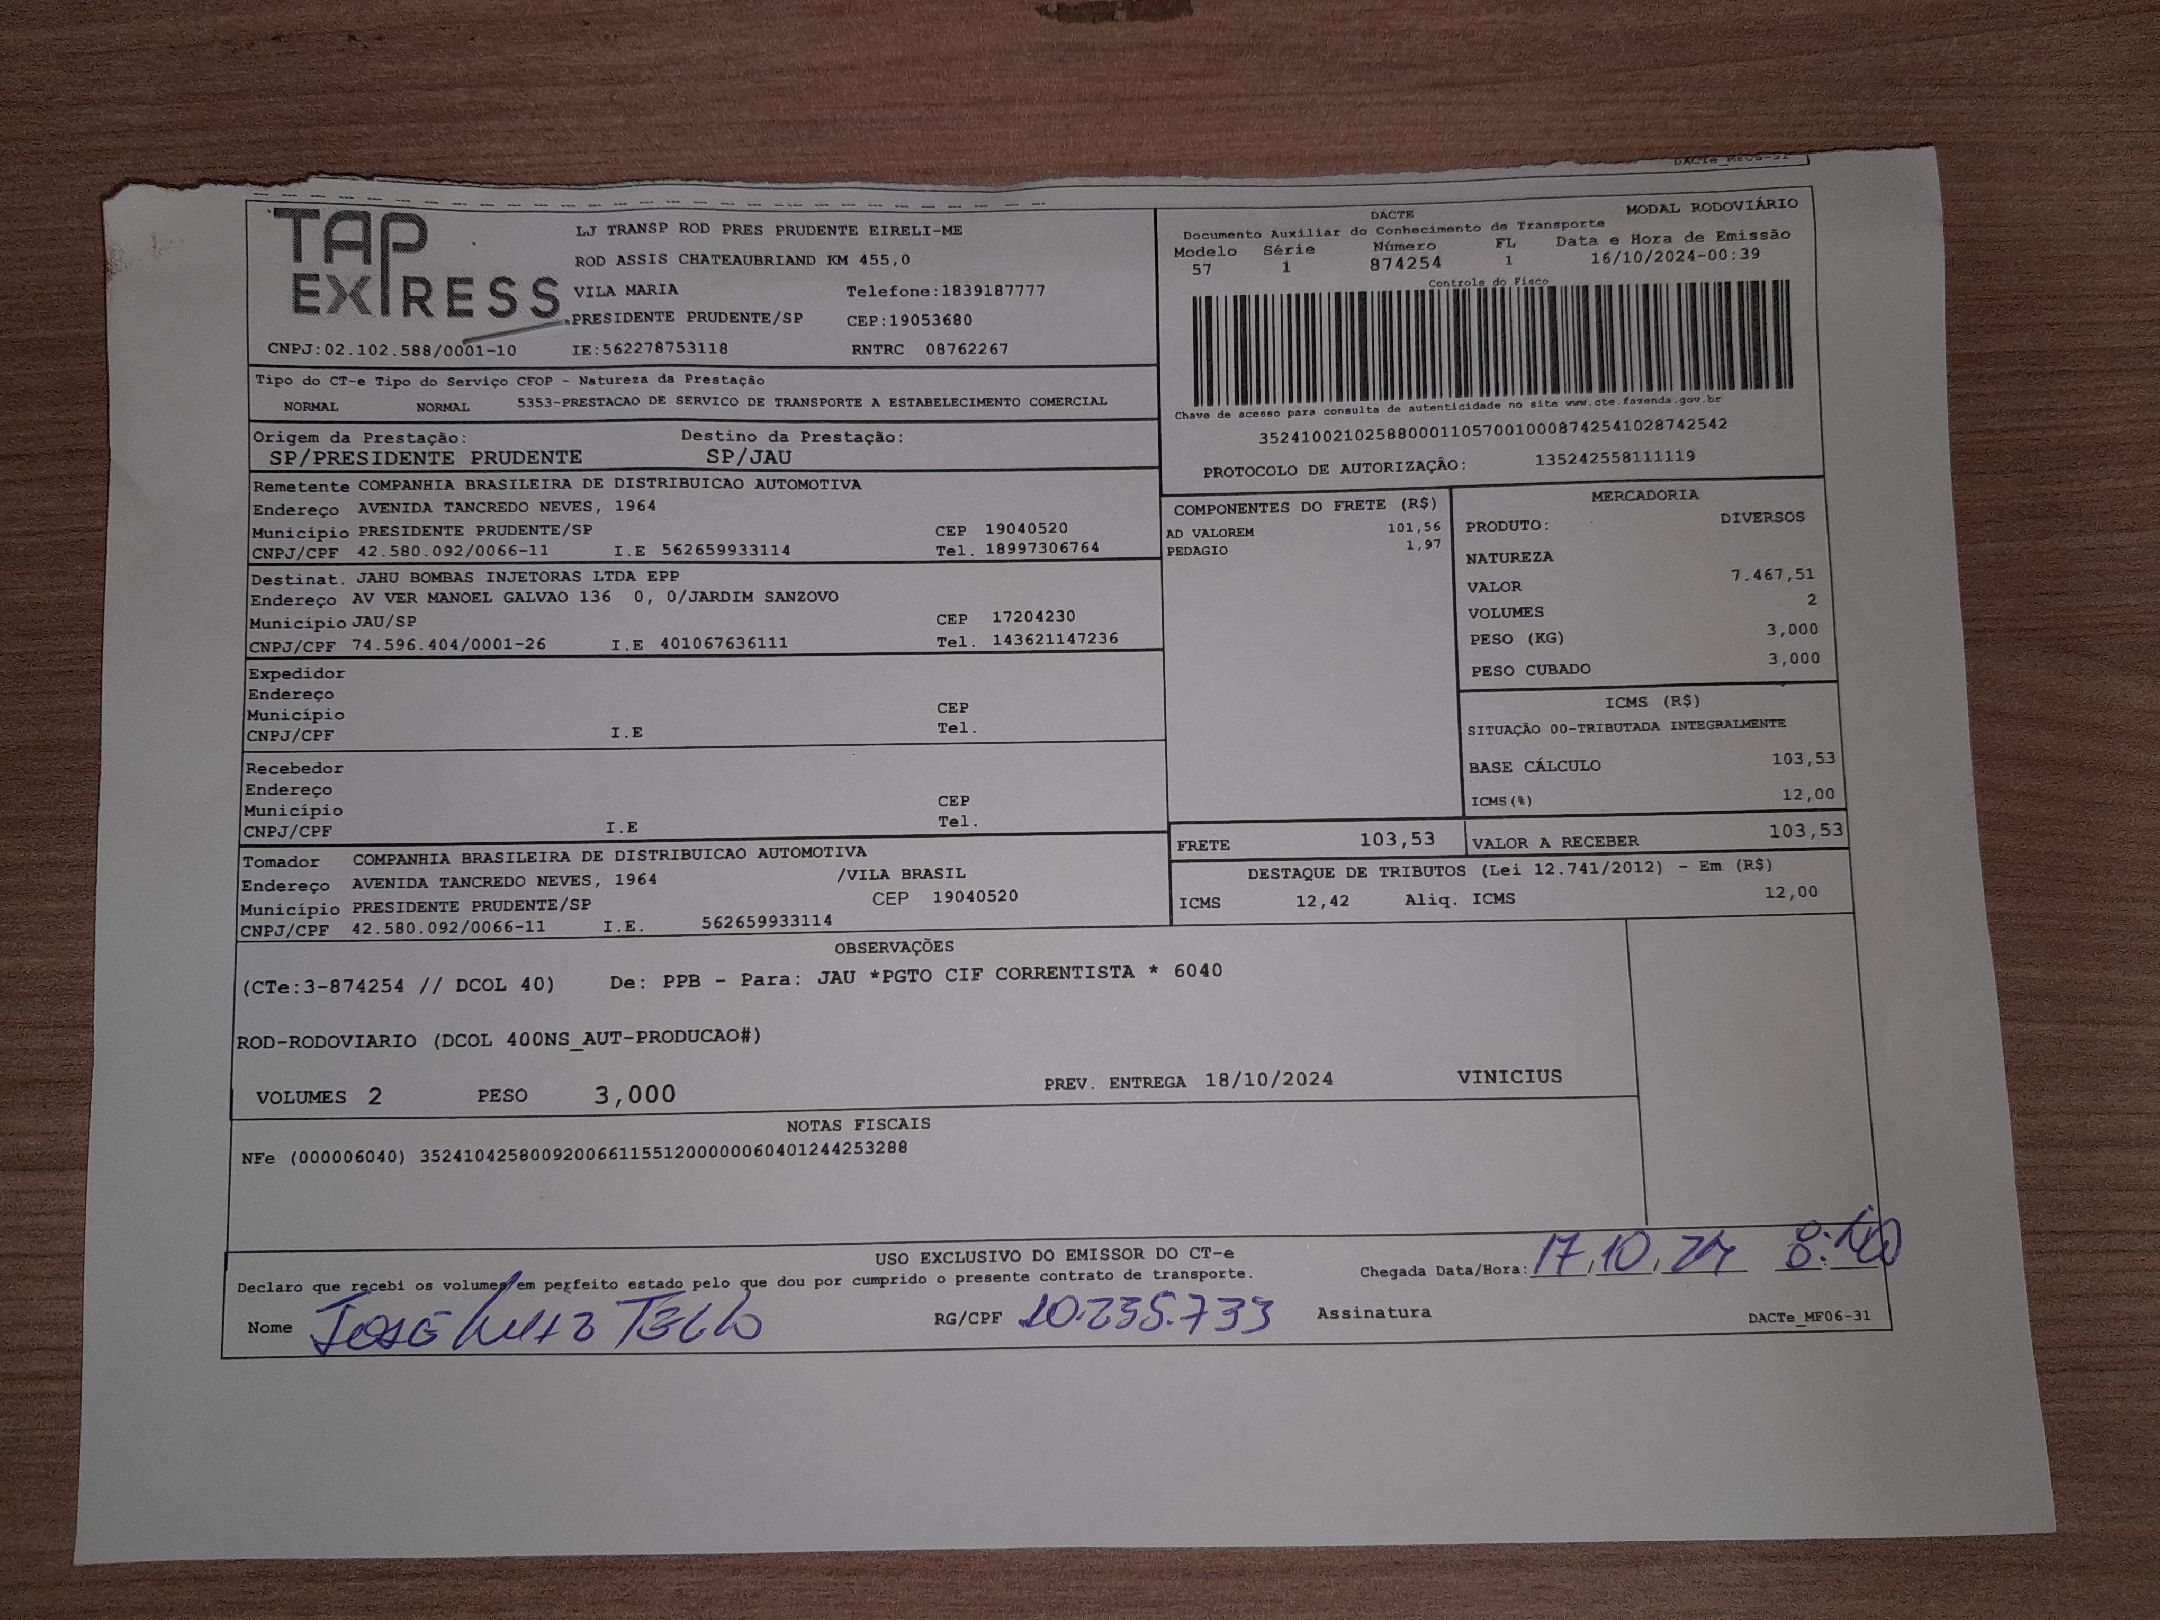 DACTe_MF06-31
TAP EXPRESS
LJ TRANSP ROD PRES PRUDENTE EIRELI-ME
ROD ASSIS CHATEAUBRIAND KM 455,0
VILA MARIA Telefone:1839187777
PRESIDENTE PRUDENTE/SP CEP:19053680
CNPJ:02.102.588/0001-10 IE:562278753118 RNTRC 08762267
DACTE MODAL RODOVIÁRIO
Documento Auxiliar do Conhecimento de Transporte
Modelo Série Número FL Data e Hora de Emissão
57 1 874254 1 16/10/2024-00:39
Controle do Fisco
Chave de acesso para consulta de autenticidade no site www.cte.fazenda.gov.br
35241002102588000110570010008742541028742542
PROTOCOLO DE AUTORIZAÇÃO: 135242558111119
Tipo do CT-e Tipo do Serviço CFOP - Natureza da Prestação
NORMAL NORMAL 5353-PRESTACAO DE SERVICO DE TRANSPORTE A ESTABELECIMENTO COMERCIAL
Origem da Prestação: Destino da Prestação:
SP/PRESIDENTE PRUDENTE SP/JAU
Remetente COMPANHIA BRASILEIRA DE DISTRIBUICAO AUTOMOTIVA
Endereço AVENIDA TANCREDO NEVES, 1964
Município PRESIDENTE PRUDENTE/SP CEP 19040520
CNPJ/CPF 42.580.092/0066-11 I.E 562659933114 Tel. 18997306764
Destinat. JAHU BOMBAS INJETORAS LTDA EPP
Endereço AV VER MANOEL GALVAO 136 0, 0/JARDIM SANZOVO
Município JAU/SP CEP 17204230
CNPJ/CPF 74.596.404/0001-26 I.E 401067636111 Tel. 143621147236
Expedidor
Endereço
Município CEP
CNPJ/CPF I.E Tel.
Recebedor
Endereço
Município CEP
CNPJ/CPF I.E Tel.
Tomador COMPANHIA BRASILEIRA DE DISTRIBUICAO AUTOMOTIVA
Endereço AVENIDA TANCREDO NEVES, 1964 /VILA BRASIL
Município PRESIDENTE PRUDENTE/SP CEP 19040520
CNPJ/CPF 42.580.092/0066-11 I.E. 562659933114
COMPONENTES DO FRETE (R$)
AD VALOREM 101,56
PEDAGIO 1,97
MERCADORIA
PRODUTO: DIVERSOS
NATUREZA
VALOR 7.467,51
VOLUMES 2
PESO (KG) 3,000
PESO CUBADO 3,000
ICMS (R$)
SITUAÇÃO 00-TRIBUTADA INTEGRALMENTE
BASE CÁLCULO 103,53
ICMS(%) 12,00
FRETE 103,53 VALOR A RECEBER 103,53
DESTAQUE DE TRIBUTOS (Lei 12.741/2012) - Em (R$)
ICMS 12,42 Aliq. ICMS 12,00
OBSERVAÇÕES
(CTe:3-874254 // DCOL 40) De: PPB - Para: JAU *PGTO CIF CORRENTISTA * 6040
ROD-RODOVIARIO (DCOL 400NS_AUT-PRODUCAO#)
VOLUMES 2 PESO 3,000 PREV. ENTREGA 18/10/2024 VINICIUS
NOTAS FISCAIS
NFe (000006040) 35241042580092006611551200000060401244253288
USO EXCLUSIVO DO EMISSOR DO CT-e
Declaro que recebi os volumes em perfeito estado pelo que dou por cumprido o presente contrato de transporte. Chegada Data/Hora: 17.10.24
Nome JOSÉ LUIZ TELLO RG/CPF 10.235.733 Assinatura DACTe_MF06-31